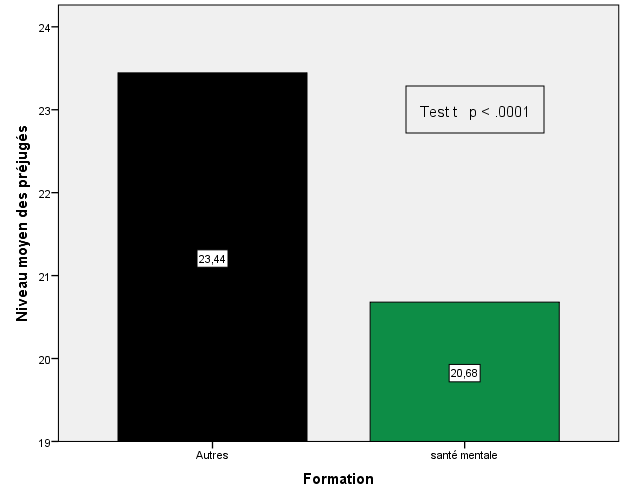 24
23
22
21
20
19
Niveau moyen des préjugés
Test t p < .0001
23,44
20,68
Autres
santé mentale
Formation